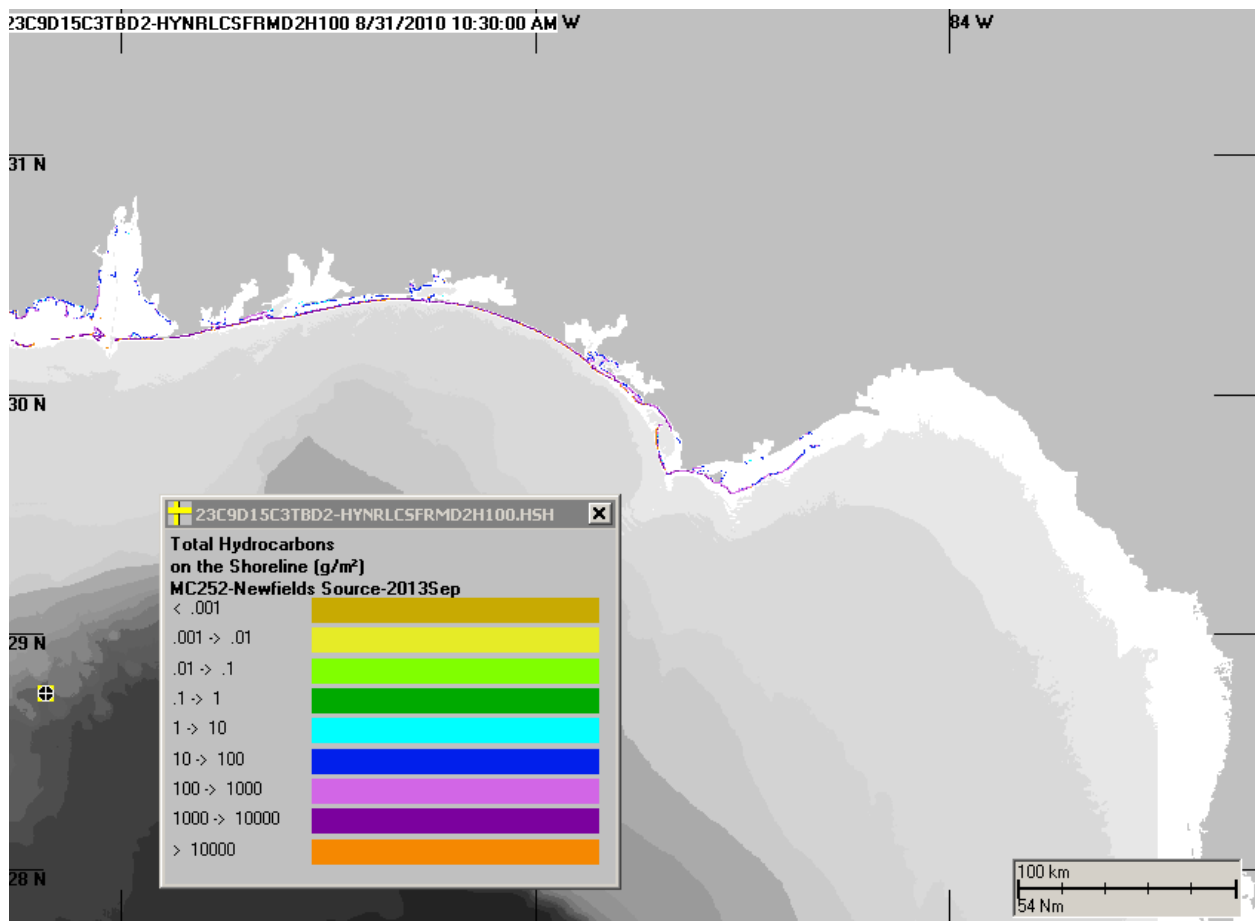 23C9D15C3TBD2-HYNRLCSFRMD2H100 8/31/2010 10:30:00 AM W
84 W
31 N
30 N
29 N
28 N
23C9D15C3TBD2-HYNRLCSFRMD2H100.HSH
Total Hydrocarbons
on the Shoreline (g/m²)
MC252-Newfields Source-2013Sep
< .001
.001 -> .01
.01 -> .1
.1 -> 1
1 -> 10
10 -> 100
100 -> 1000
1000 -> 10000
> 10000
100 km
54 Nm